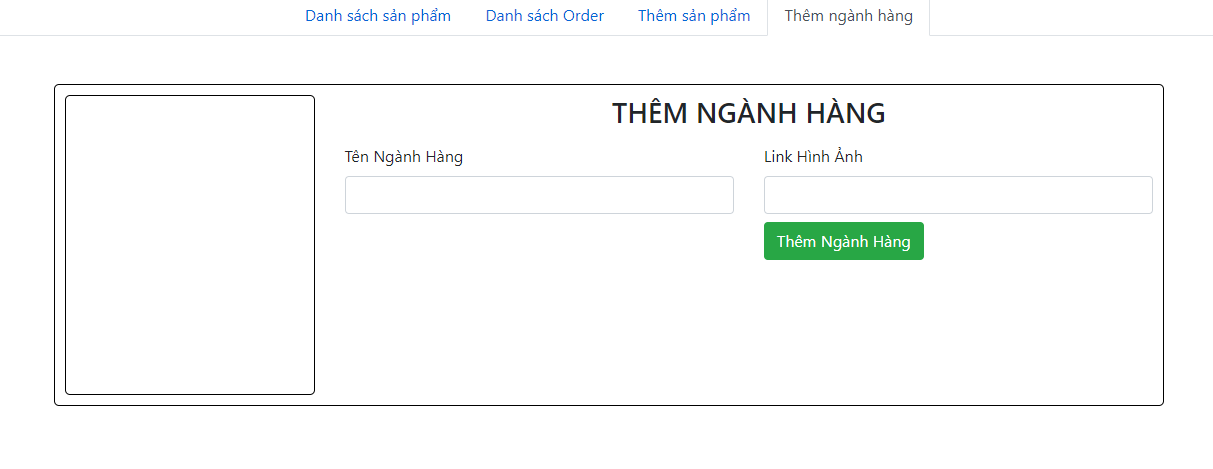 Danh sách sản phẩm Danh sách Order Thêm sản phẩm Thêm ngành hàng
THÊM NGÀNH HÀNG
Tên Ngành Hàng Link Hình Ảnh
Thêm Ngành Hàng